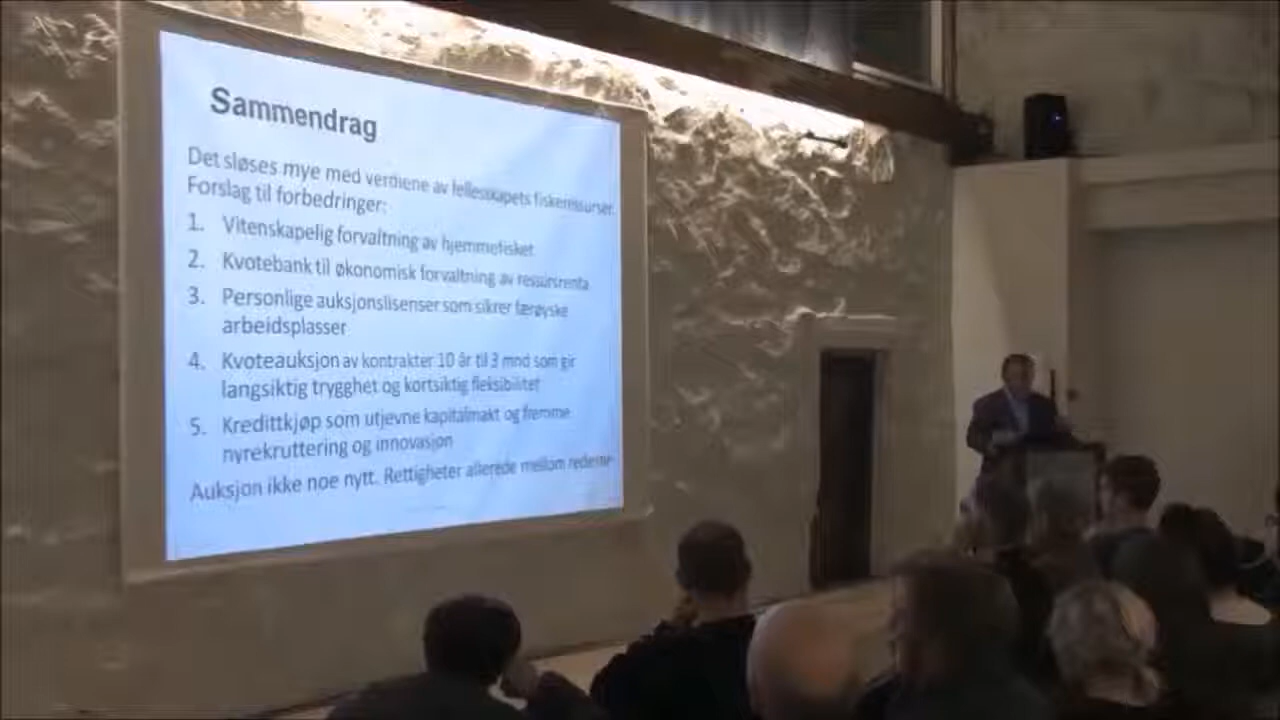 Sammendrag
Det sløses mye med verdiene av fellesskapets fiskeressurser.
Forslag til forbedringer:
1. Vitenskapelig forvaltning av hjemmefisket
2. Kvotebank til økonomisk forvaltning av ressursrenta
3. Personlige auksjonslisenser som sikrer færøyske
arbeidsplasser
4. Kvoteauksjon av kontrakter 10 år til 3 mnd som gir
langsiktig trygghet og kortsiktig fleksibilitet
5. Kredittkjøp som utjevne kapitalmakt og fremme
nyrekruttering og innovasjon
Auksjon ikke noe nytt. Rettigheter allerede mellom rederne